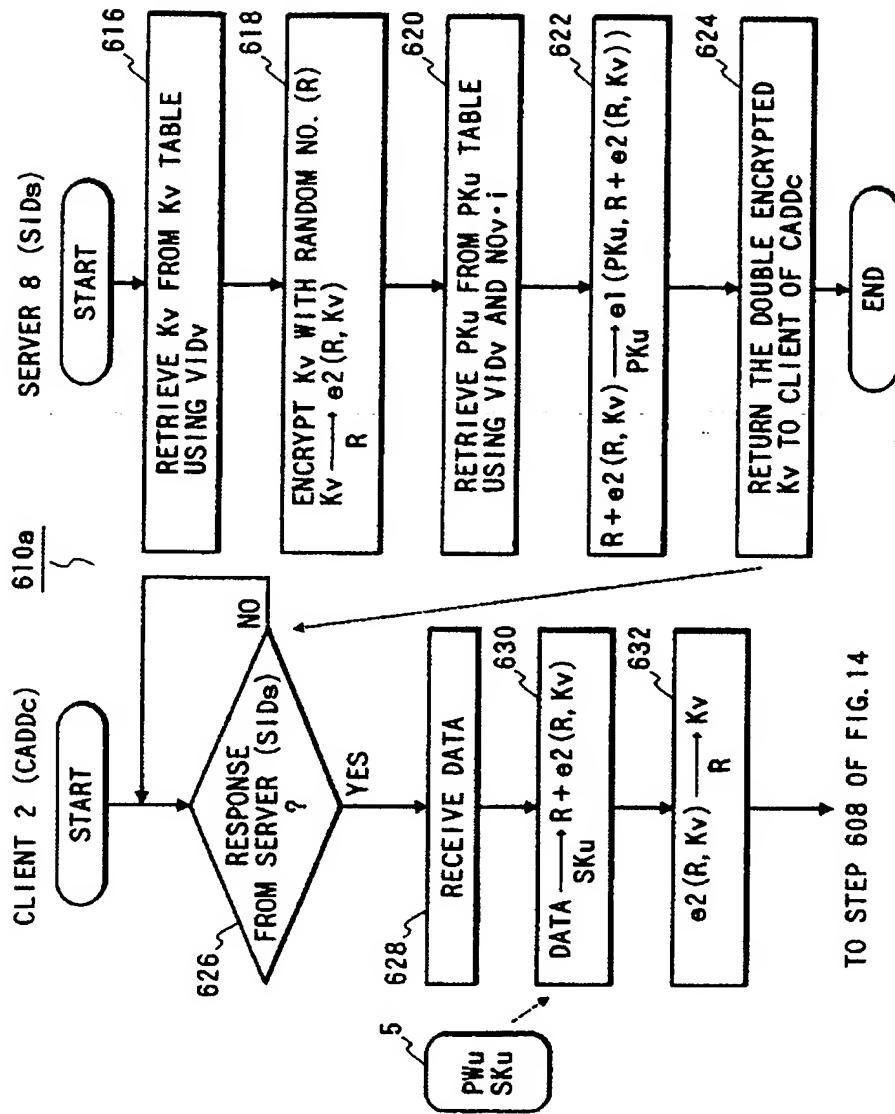 610a
CLIENT 2 (CADDc)
START
RESPONSE
FROM SERVER (SIDs)
?
626
NO
YES
RECEIVE DATA
628
DATA ⟶ R + e2 (R, Kv)
SKu
630
e2 (R, Kv) ⟶ Kv
R
632
5
PWu
SKu
TO STEP 608 OF FIG. 14
SERVER 8 (SIDs)
START
616
RETRIEVE Kv FROM Kv TABLE
USING VIDv
618
ENCRYPT Kv WITH RANDOM NO. (R)
Kv ⟶ e2 (R, Kv)
R
620
RETRIEVE PKu FROM PKu TABLE
USING VIDv AND NOv·i
622
R + e2 (R, Kv) ⟶ e1 (PKu, R + e2 (R, Kv))
PKu
624
RETURN THE DOUBLE ENCRYPTED
Kv TO CLIENT OF CADDc
END